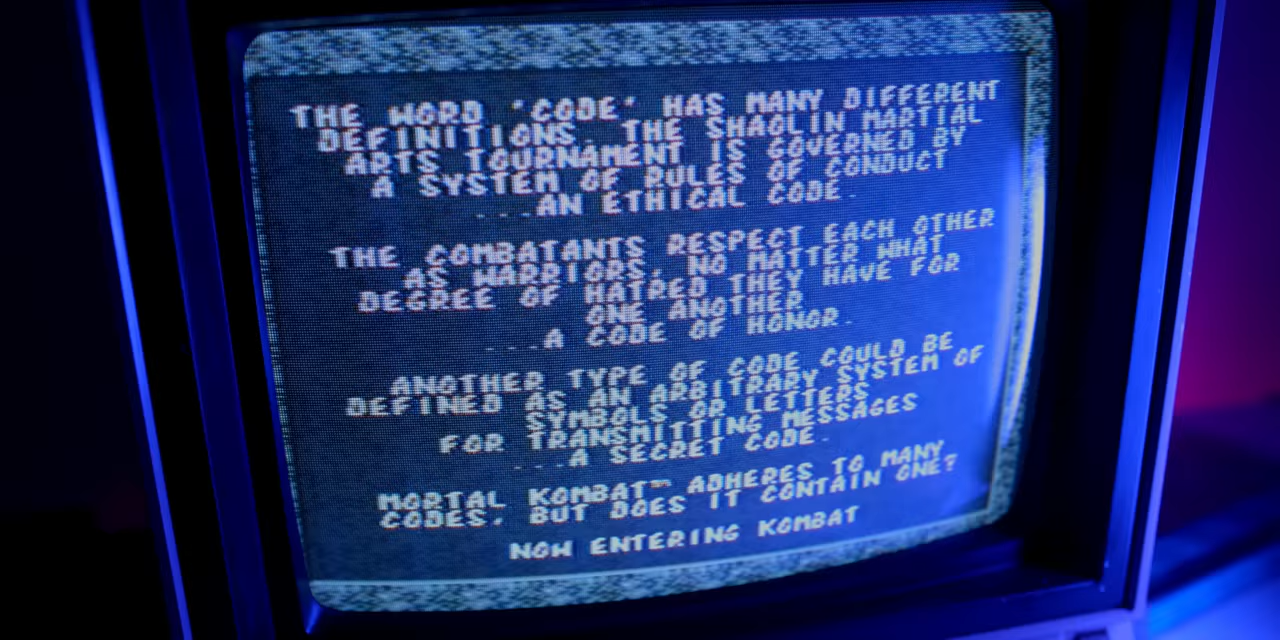 THE WORD "CODE" HAS MANY DIFFERENT
DEFINITIONS. THE SHAOLIN MARTIAL
ARTS TOURNAMENT IS GOVERNED BY
A SYSTEM OF RULES OF CONDUCT
...AN ETHICAL CODE.
THE COMBATANTS RESPECT EACH OTHER
AS WARRIORS, NO MATTER WHAT
DEGREE OF HATRED THEY HAVE FOR
ONE ANOTHER
...A CODE OF HONOR.
ANOTHER TYPE OF CODE COULD BE
DEFINED AS AN ARBITRARY SYSTEM OF
SYMBOLS OR LETTERS
FOR TRANSMITTING MESSAGES
...A SECRET CODE.
MORTAL KOMBAT™ ADHERES TO MANY
CODES, BUT DOES IT CONTAIN ONE?
NOW ENTERING KOMBAT